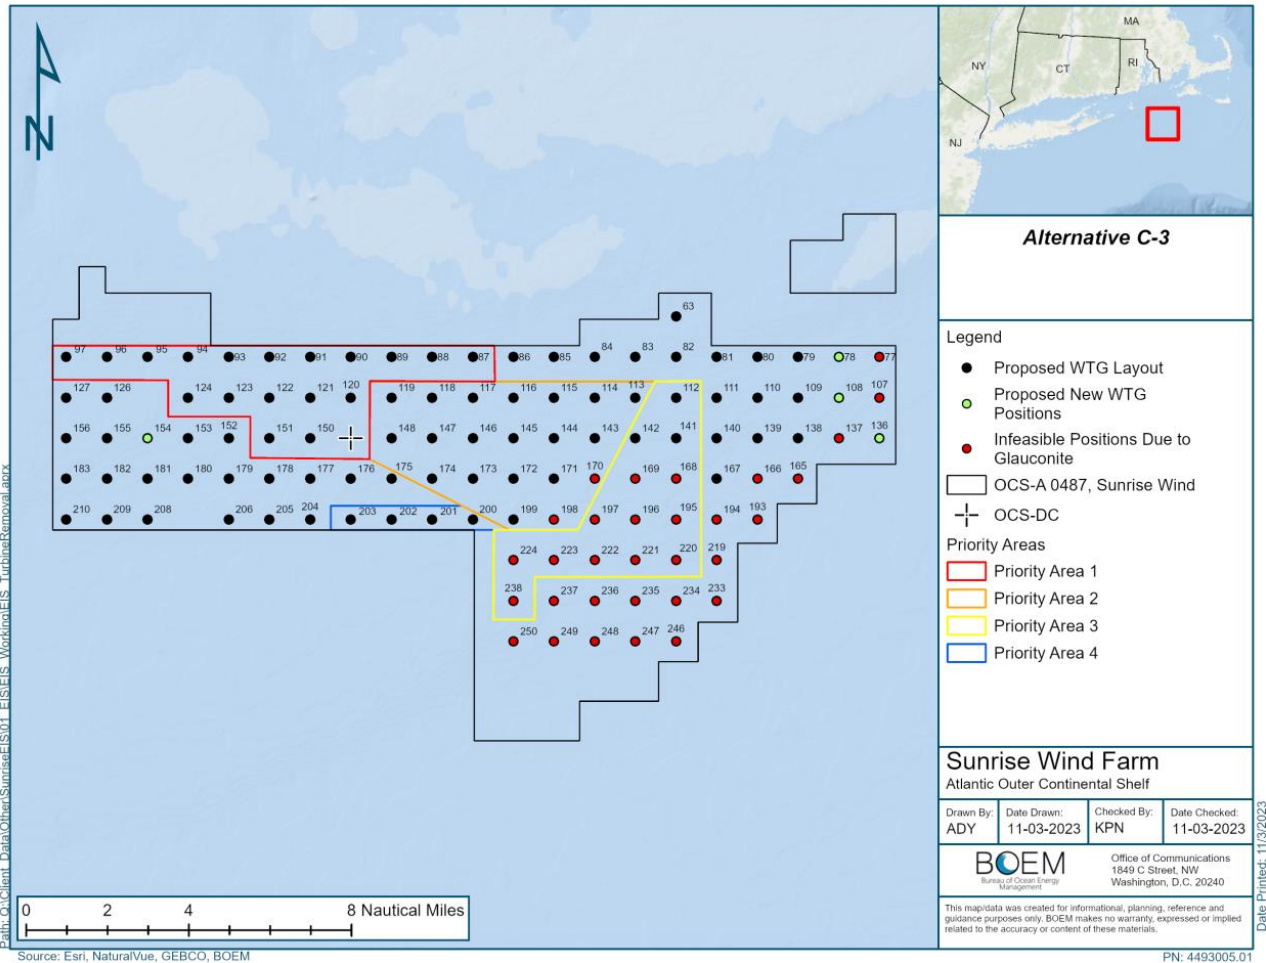 N
63
97 96 95 94 93 92 91 90 89 88 87 86 85 84 83 82 81 80 79 78 77
127 126 124 123 122 121 120 119 118 117 116 115 114 113 112 111 110 109 108 107
156 155 154 153 152 151 150 148 147 146 145 144 143 142 141 140 139 138 137 136
183 182 181 180 179 178 177 176 175 174 173 172 171 170 169 168 167 166 165
210 209 208 206 205 204 203 202 201 200 199 198 197 196 195 194 193
224 223 222 221 220 219
238 237 236 235 234 233
250 249 248 247 246
0 2 4 8 Nautical Miles
Path: Q:\Client_Data\Other\SunriseEIS\01_EIS\EIS_Working\EIS_TurbineRemoval.aprx
Source: Esri, NaturalVue, GEBCO, BOEM
MA
NY
CT
RI
NJ
Alternative C-3
Legend
Proposed WTG Layout
Proposed New WTG
Positions
Infeasible Positions Due to
Glauconite
OCS-A 0487, Sunrise Wind
OCS-DC
Priority Areas
Priority Area 1
Priority Area 2
Priority Area 3
Priority Area 4
Sunrise Wind Farm
Atlantic Outer Continental Shelf
Drawn By: Date Drawn: Checked By: Date Checked:
ADY 11-03-2023 KPN 11-03-2023
BOEM
Bureau of Ocean Energy
Management
Office of Communications
1849 C Street, NW
Washington, D.C. 20240
This map/data was created for informational, planning, reference and
guidance purposes only. BOEM makes no warranty, expressed or implied
related to the accuracy or content of these materials.
Date Printed: 11/3/2023
PN: 4493005.01